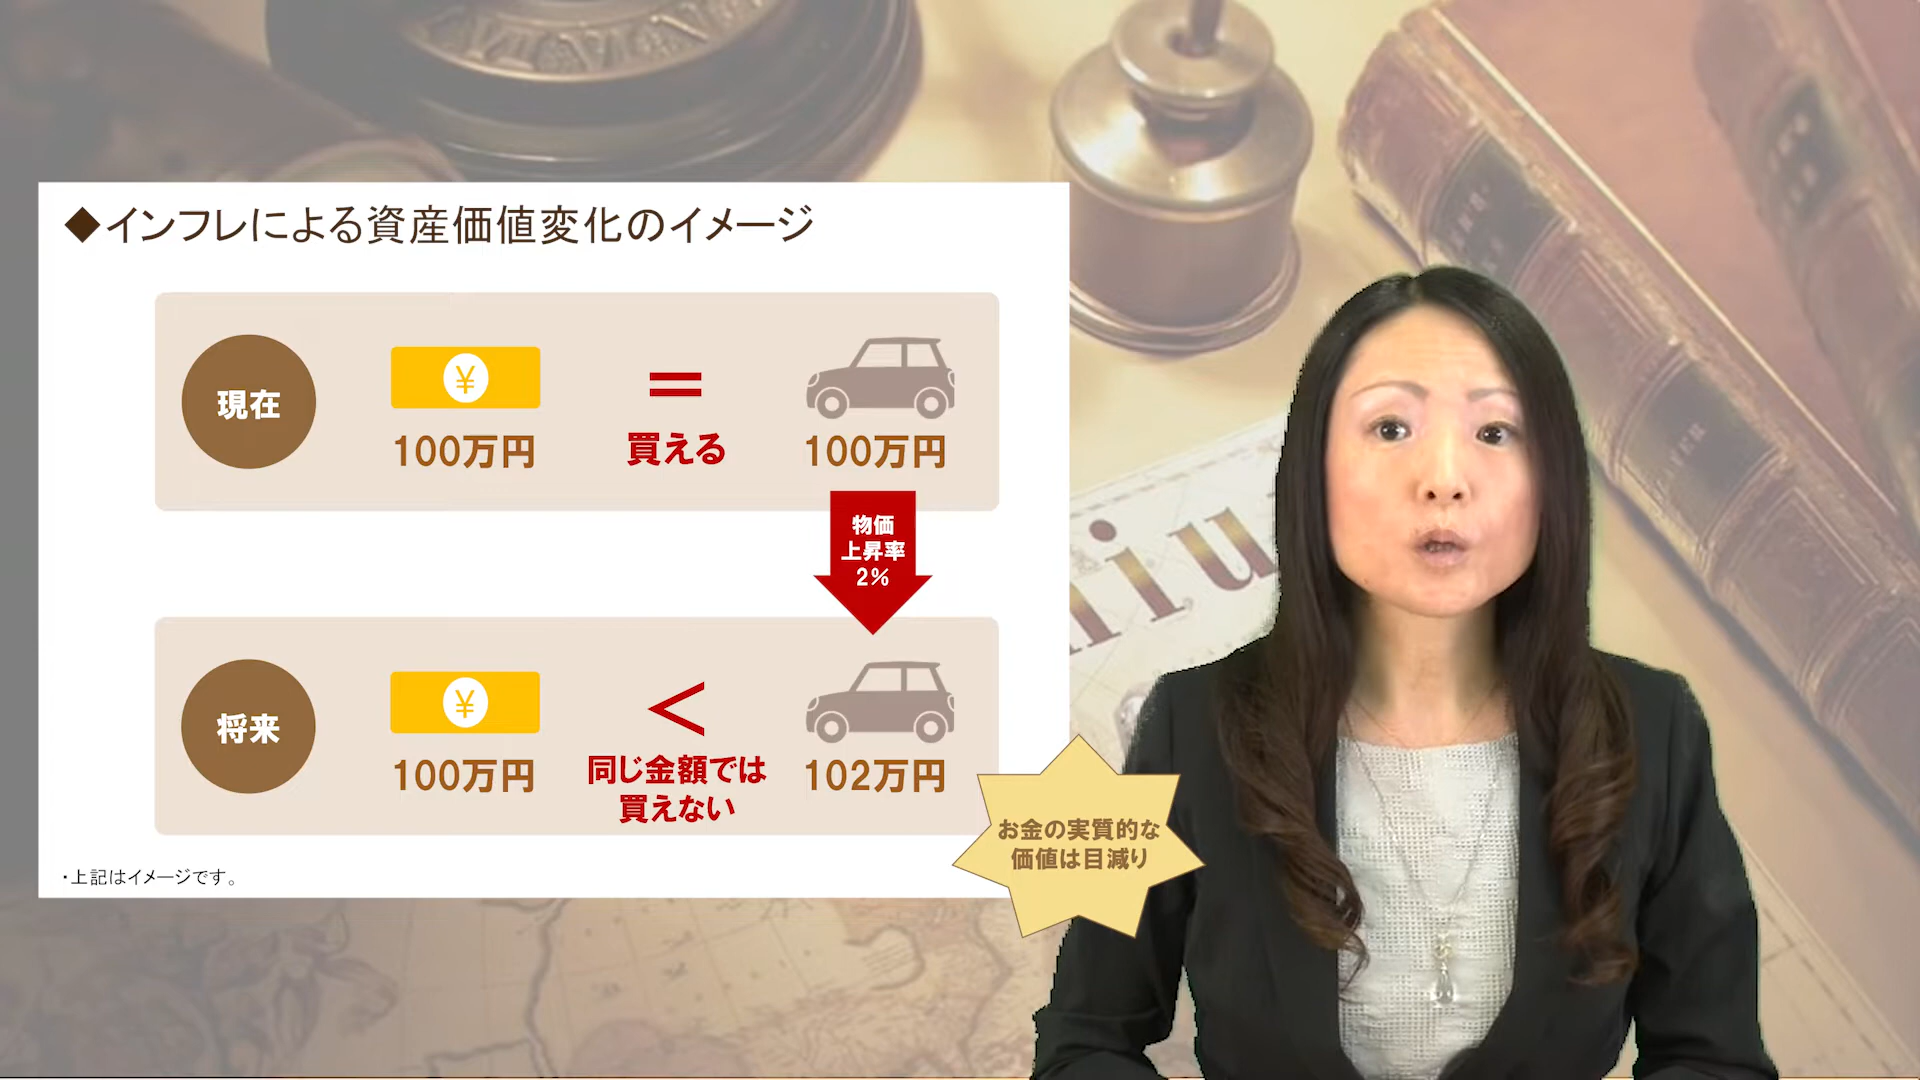 ◆インフレによる資産価値変化のイメージ
現在
¥
100万円
=
買える
100万円
物価
上昇率
2%
将来
¥
100万円
<
同じ金額では
買えない
102万円
お金の実質的な
価値は目減り
・上記はイメージです。
iu